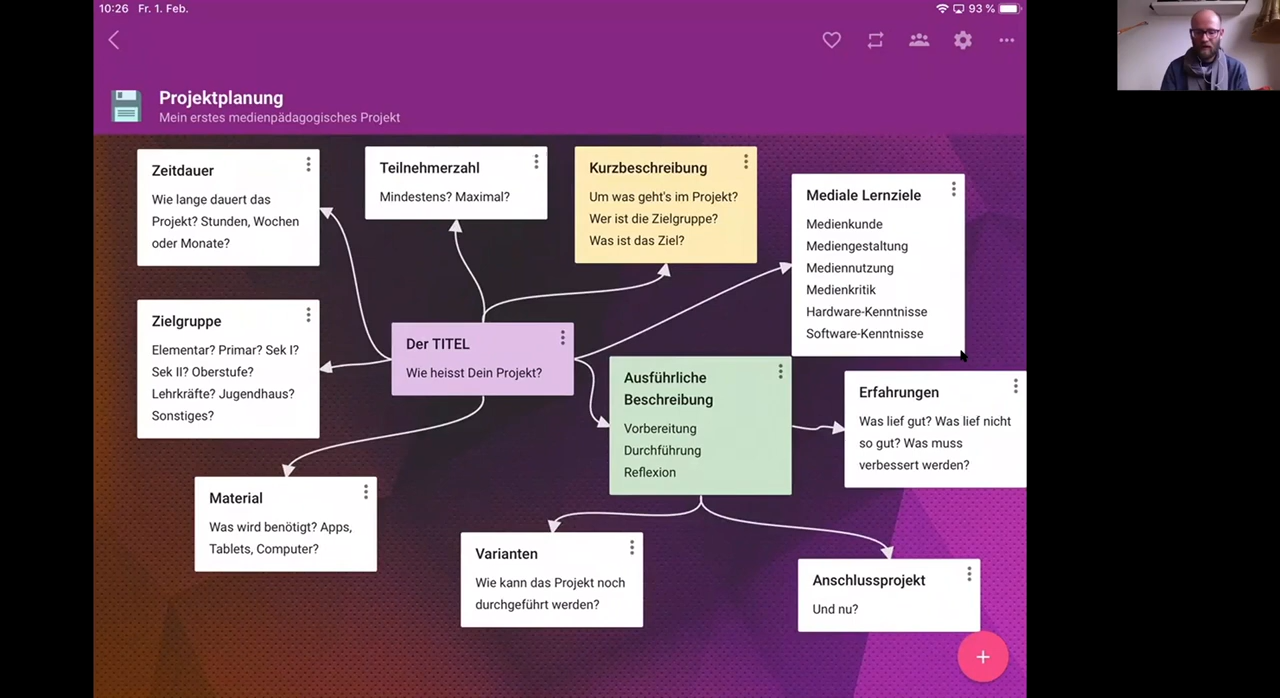 10:26 Fr. 1. Feb.
93 %
Projektplanung
Mein erstes medienpädagogisches Projekt
Zeitdauer
Wie lange dauert das
Projekt? Stunden, Wochen
oder Monate?
Teilnehmerzahl
Mindestens? Maximal?
Kurzbeschreibung
Um was geht's im Projekt?
Wer ist die Zielgruppe?
Was ist das Ziel?
Mediale Lernziele
Medienkunde
Mediengestaltung
Mediennutzung
Medienkritik
Hardware-Kenntnisse
Software-Kenntnisse
Zielgruppe
Elementar? Primar? Sek I?
Sek II? Oberstufe?
Lehrkräfte? Jugendhaus?
Sonstiges?
Der TITEL
Wie heisst Dein Projekt?
Ausführliche
Beschreibung
Vorbereitung
Durchführung
Reflexion
Erfahrungen
Was lief gut? Was lief nicht
so gut? Was muss
verbessert werden?
Material
Was wird benötigt? Apps,
Tablets, Computer?
Varianten
Wie kann das Projekt noch
durchgeführt werden?
Anschlussprojekt
Und nu?